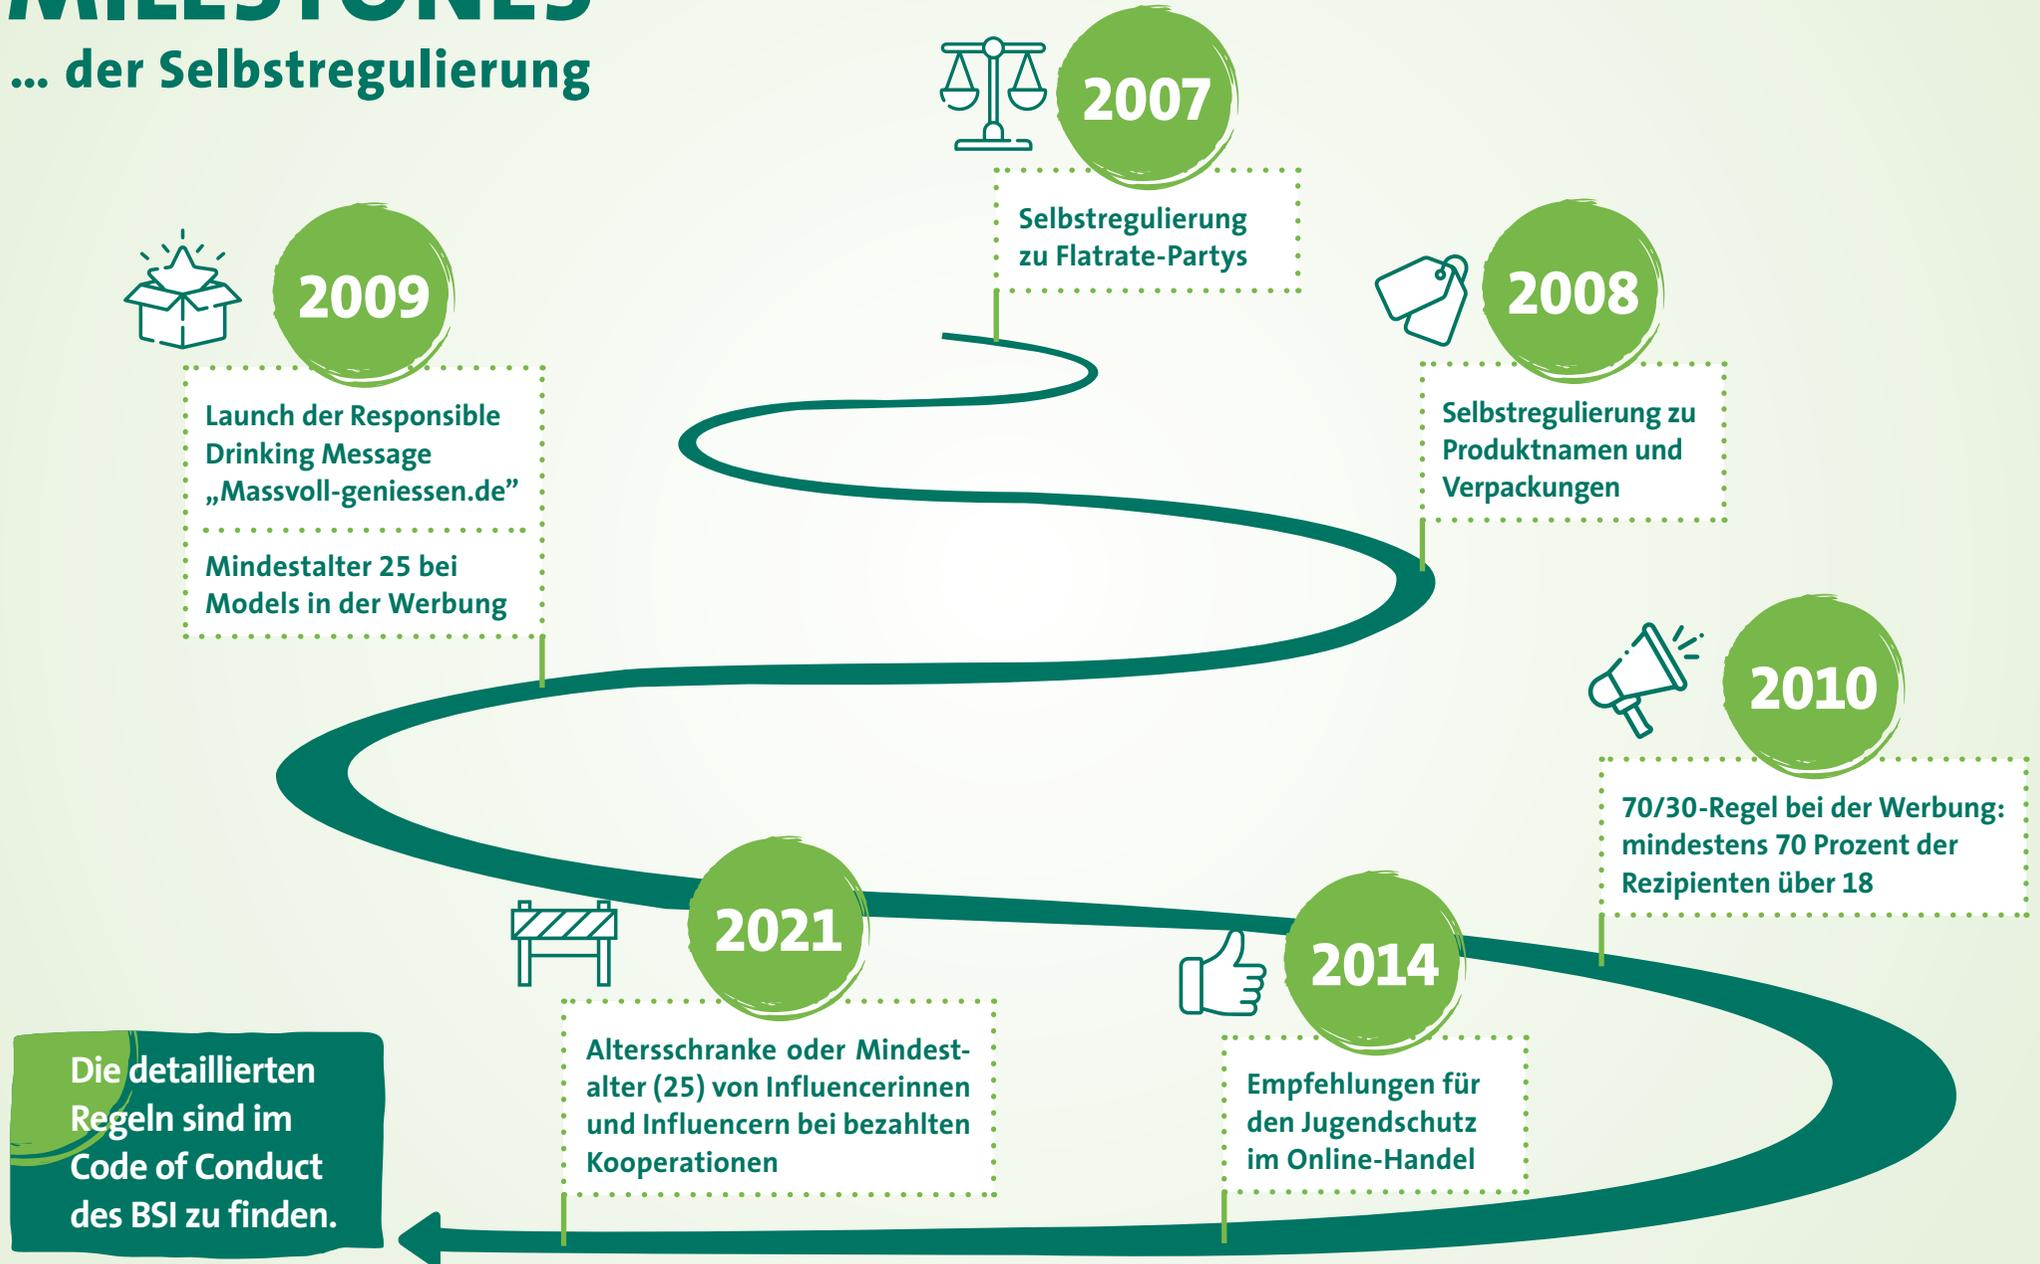 MILESTONES
... der Selbstregulierung
2007
Selbstregulierung
zu Flatrate-Partys
2008
Selbstregulierung zu
Produktnamen und
Verpackungen
2009
Launch der Responsible
Drinking Message
„Massvoll-geniessen.de”
Mindestalter 25 bei
Models in der Werbung
2010
70/30-Regel bei der Werbung:
mindestens 70 Prozent der
Rezipienten über 18
2014
Empfehlungen für
den Jugendschutz
im Online-Handel
2021
Altersschranke oder Mindest-
alter (25) von Influencerinnen
und Influencern bei bezahlten
Kooperationen
Die detaillierten
Regeln sind im
Code of Conduct
des BSI zu finden.